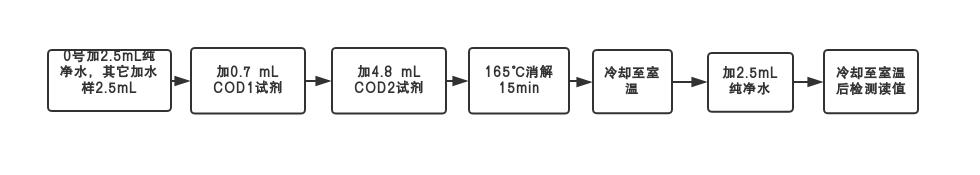 0号加2.5mL纯
净水，其它加水
样2.5mL
加0.7 mL
COD1试剂
加4.8 mL
COD2试剂
165℃消解
15min
冷却至室
温
加2.5mL
纯净水
冷却至室温
后检测读值